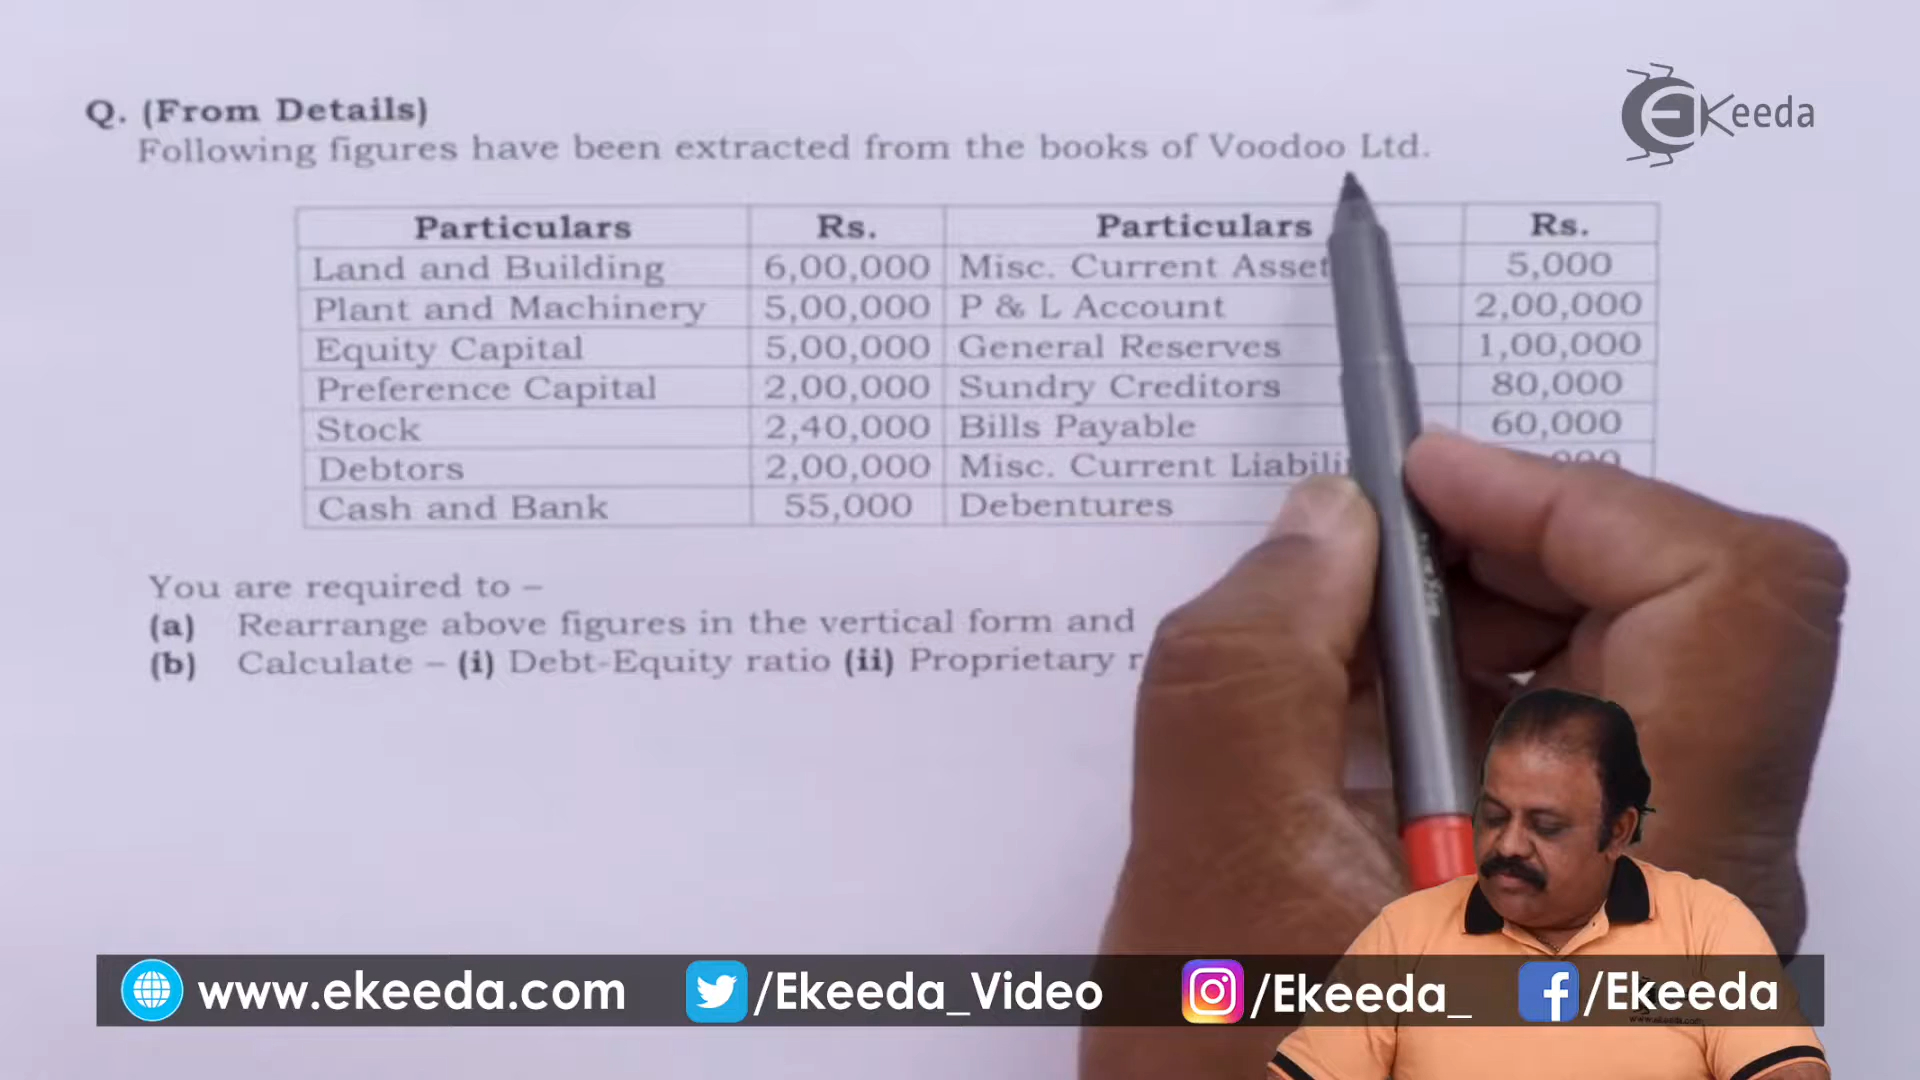 Keeda
Q. (From Details)
Following figures have been extracted from the books of Voodoo Ltd.
Particulars Rs. Particulars Rs.
Land and Building 6,00,000 Misc. Current Asset 5,000
Plant and Machinery 5,00,000 P & L Account 2,00,000
Equity Capital 5,00,000 General Reserves 1,00,000
Preference Capital 2,00,000 Sundry Creditors 80,000
Stock 2,40,000 Bills Payable 60,000
Debtors 2,00,000 Misc. Current
Cash and Bank 55,000 Debentures
You are required to –
(a) Rearrange above figures in the vertical form and
(b) Calculate – (i) Debt-Equity ratio (ii) Proprietary
www.ekeeda.com /Ekeeda_Video /Ekeeda_ /Ekeeda